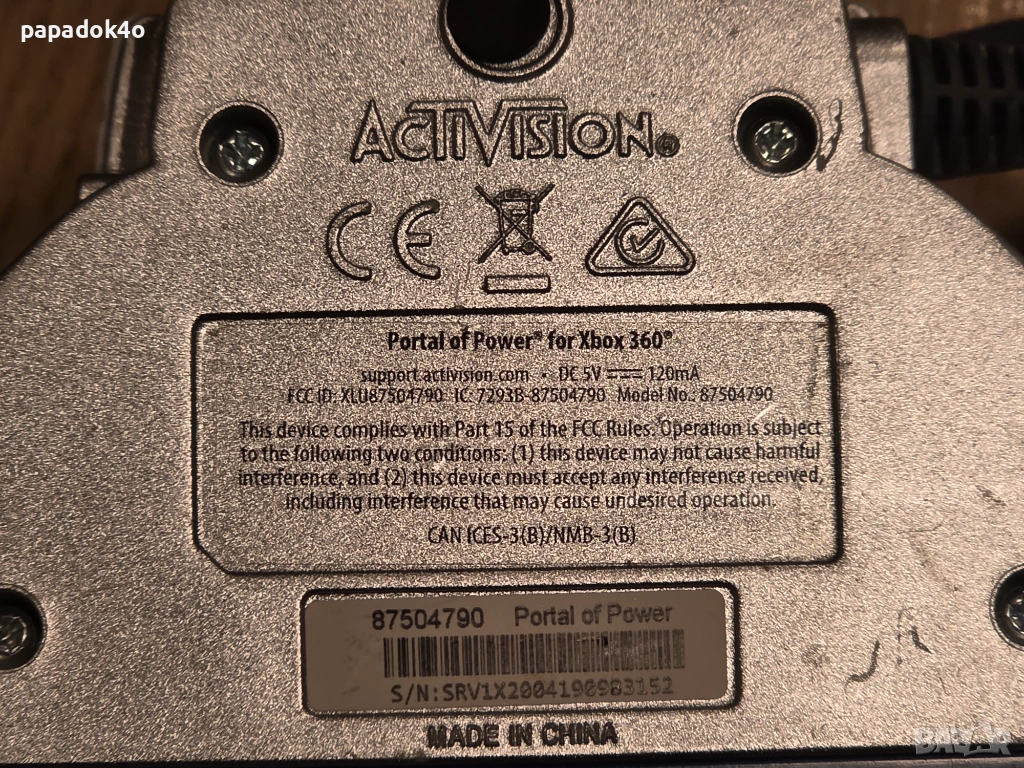 papadok4o
ACTIVISION®
CE
Portal of Power® for Xbox 360®
support.activision.com • DC 5V 120mA
FCC ID: XLU87504790 IC: 7293B-87504790 Model No.: 87504790
This device complies with Part 15 of the FCC Rules. Operation is subject
to the following two conditions: (1) this device may not cause harmful
interference, and (2) this device must accept any interference received,
including interference that may cause undesired operation.
CAN ICES-3(B)/NMB-3(B)
87504790 Portal of Power
S/N:SRV1X20041909B3152
MADE IN CHINA
BAZAR